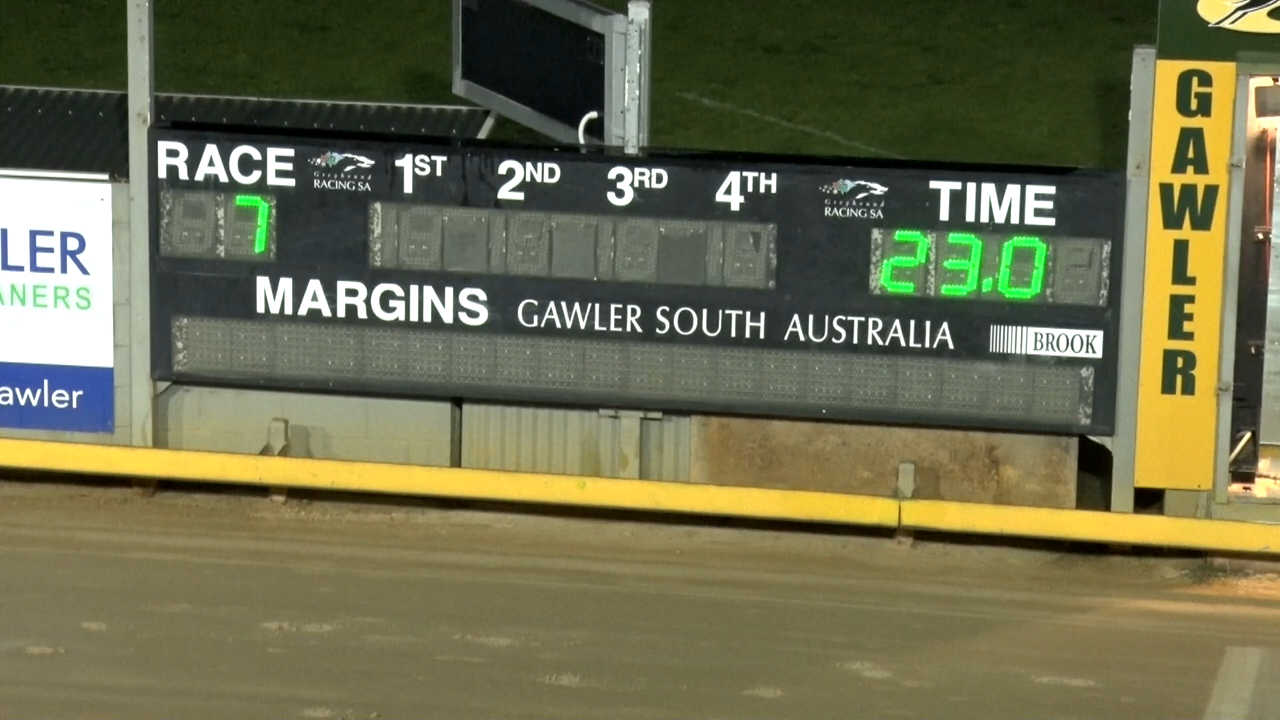 RACE
Greyhound
RACING SA
1ST 2ND 3RD 4TH
Greyhound
RACING SA
TIME
7
23.0
MARGINS
GAWLER SOUTH AUSTRALIA
BROOK
GAWLER
LER
ANERS
awler